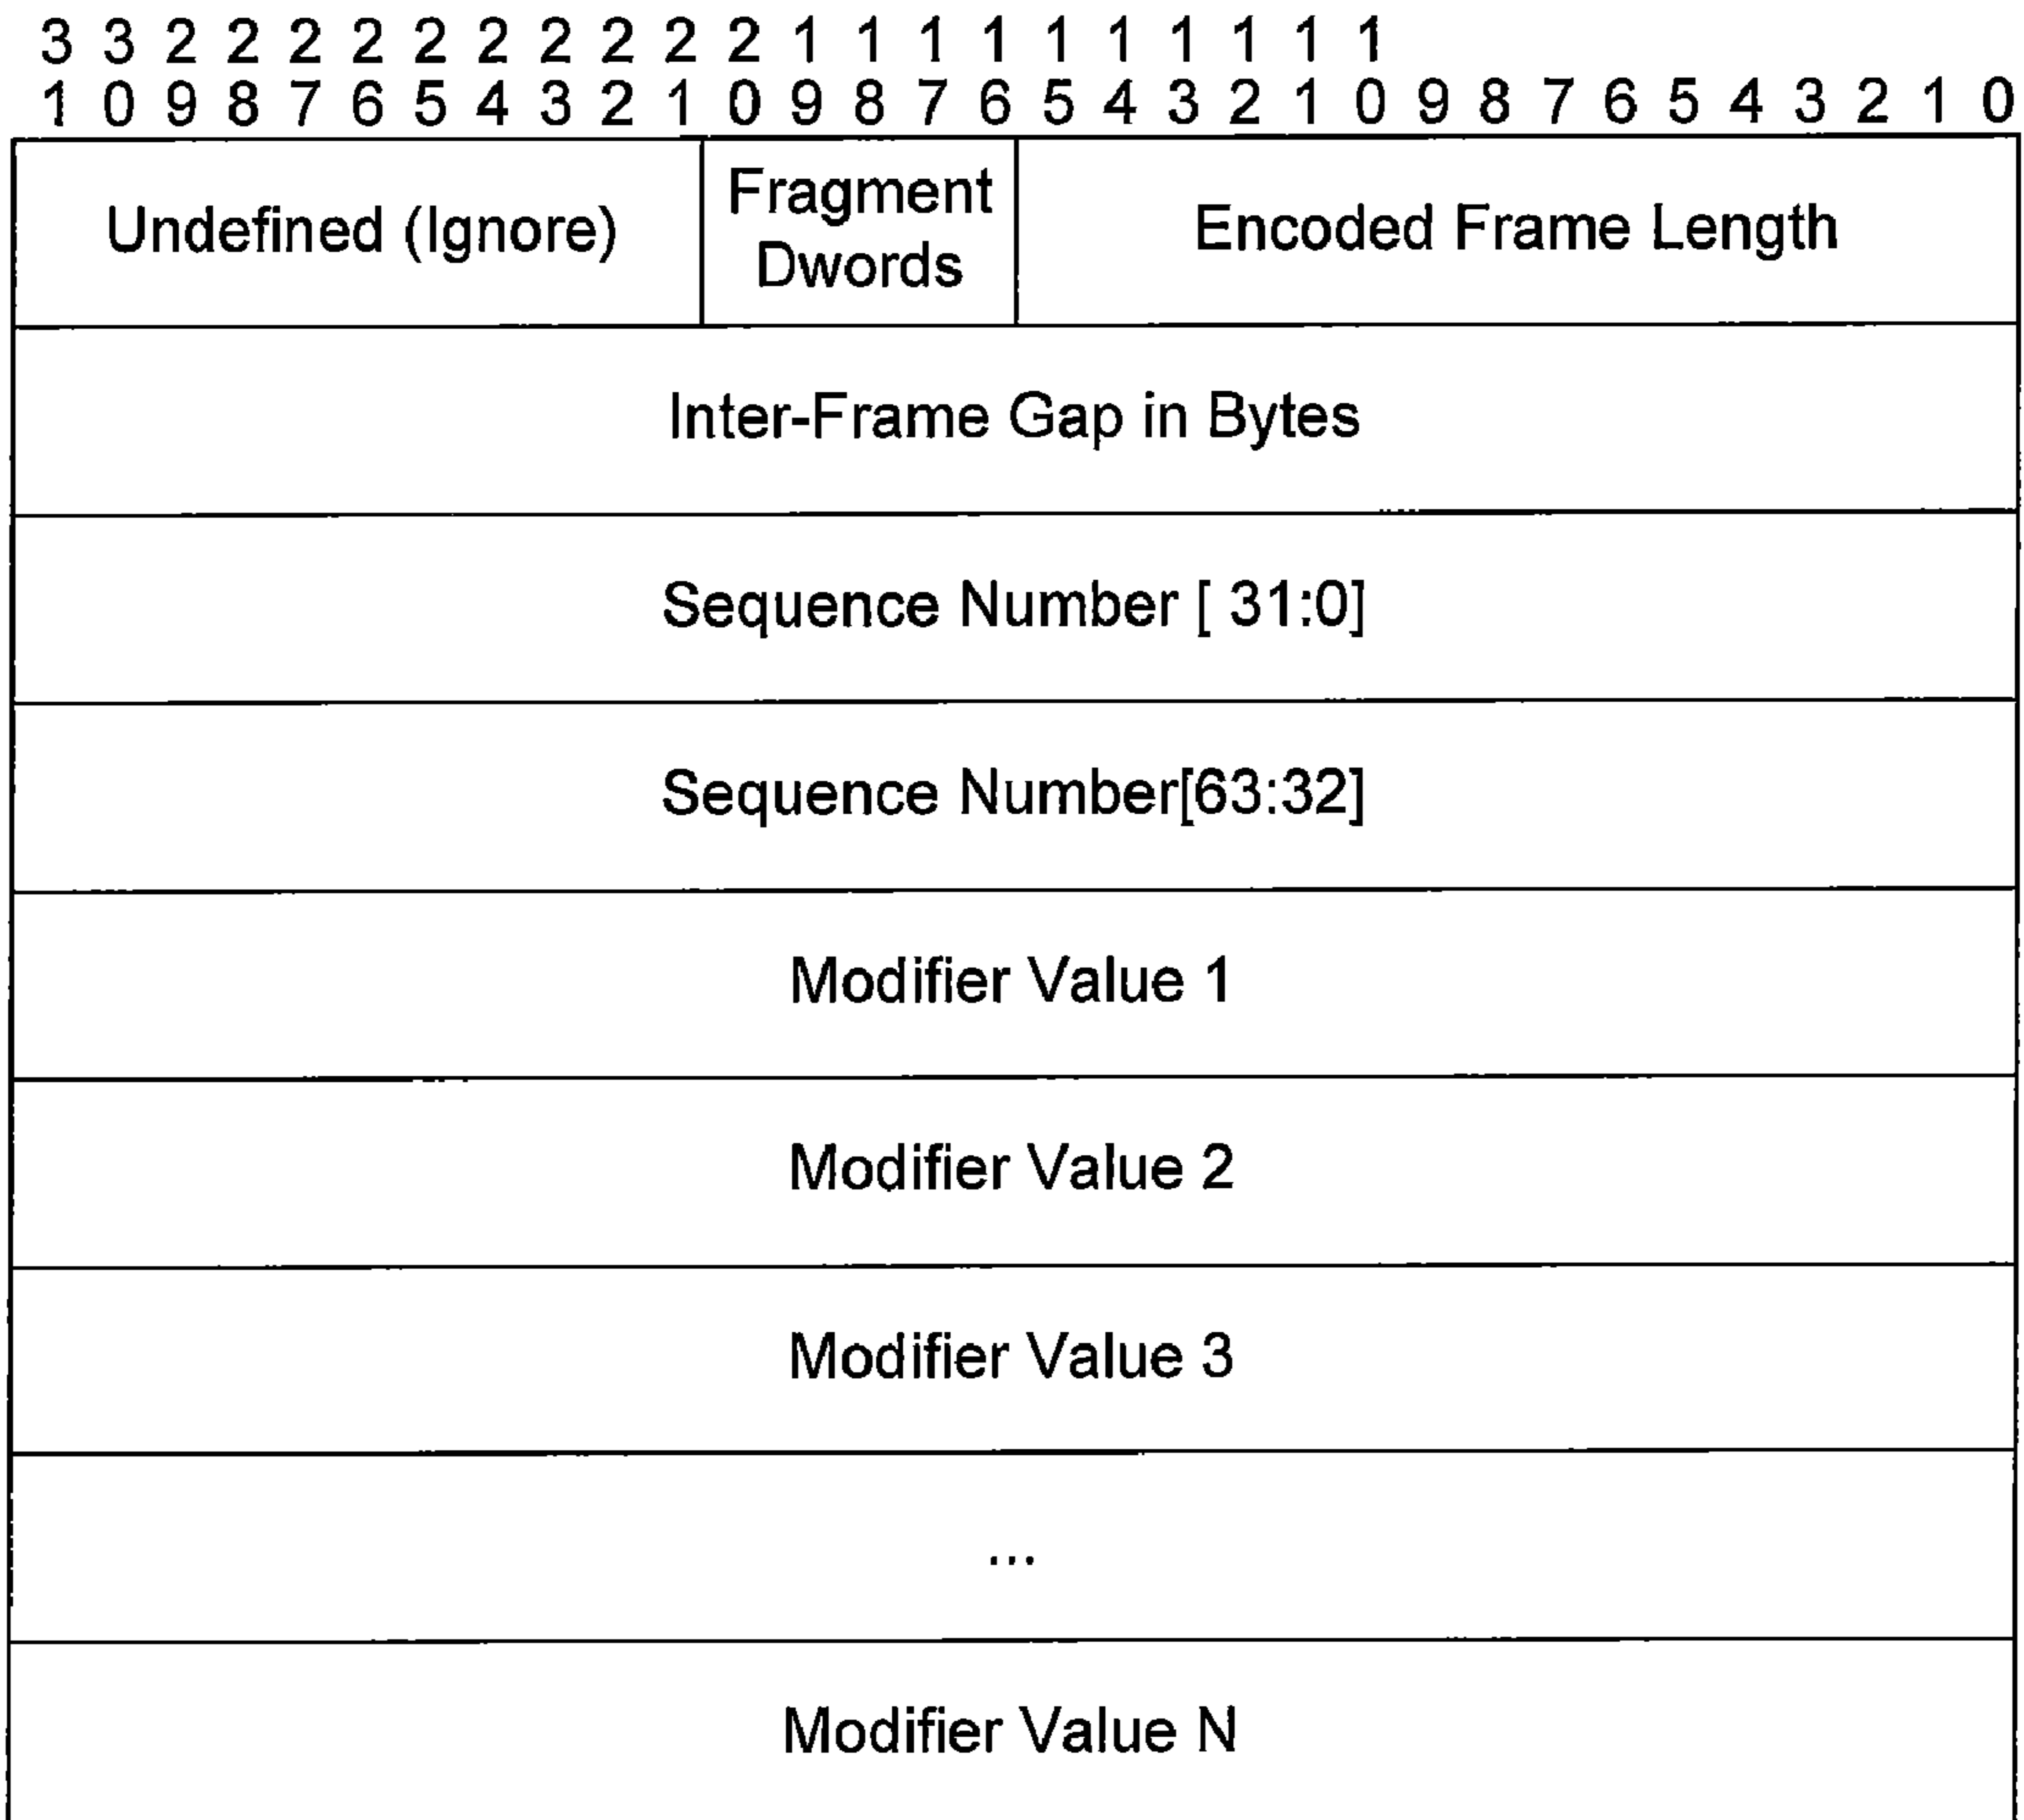 3 3 2 2 2 2 2 2 2 2 2 2 1 1 1 1 1 1 1 1 1 1
1 0 9 8 7 6 5 4 3 2 1 0 9 8 7 6 5 4 3 2 1 0 9 8 7 6 5 4 3 2 1 0
Undefined (Ignore)
Fragment
Dwords
Encoded Frame Length
Inter-Frame Gap in Bytes
Sequence Number [ 31:0]
Sequence Number[63:32]
Modifier Value 1
Modifier Value 2
Modifier Value 3
...
Modifier Value N